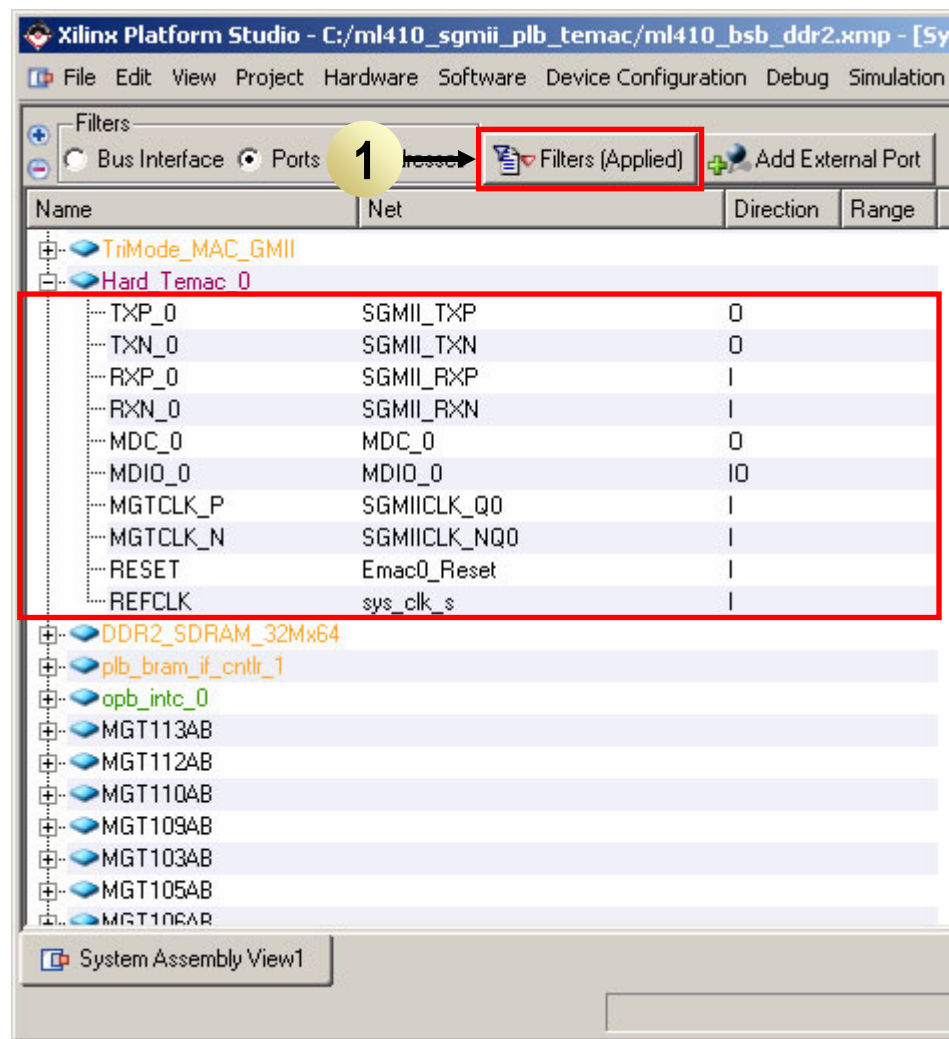 Xilinx Platform Studio - C:/ml410_sgmii_plb_temac/ml410_bsb_ddr2.xmp - [Sy
File Edit View Project Hardware Software Device Configuration Debug Simulation
Filters
Bus Interface Ports 1 Filters (Applied) Add External Port
Name Net Direction Range
TriMode_MAC_GMII
Hard_Temac_0
TXP_0 SGMII_TXP O
TXN_0 SGMII_TXN O
RXP_0 SGMII_RXP I
RXN_0 SGMII_RXN I
MDC_0 MDC_0 O
MDIO_0 MDIO_0 IO
MGTCLK_P SGMIICLK_Q0 I
MGTCLK_N SGMIICLK_NQ0 I
RESET Emac0_Reset I
REFCLK sys_clk_s I
DDR2_SDRAM_32Mx64
plb_bram_if_cntlr_1
opb_intc_0
MGT113AB
MGT112AB
MGT110AB
MGT109AB
MGT103AB
MGT105AB
MGT106AB
System Assembly View1